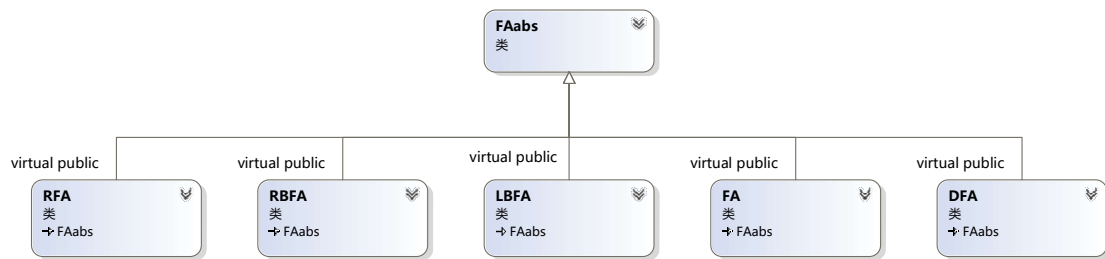 FAabs
类
virtual public
virtual public
virtual public
virtual public
virtual public
RFA
类
FAabs
RBFA
类
FAabs
LBFA
类
FAabs
FA
类
FAabs
DFA
类
FAabs